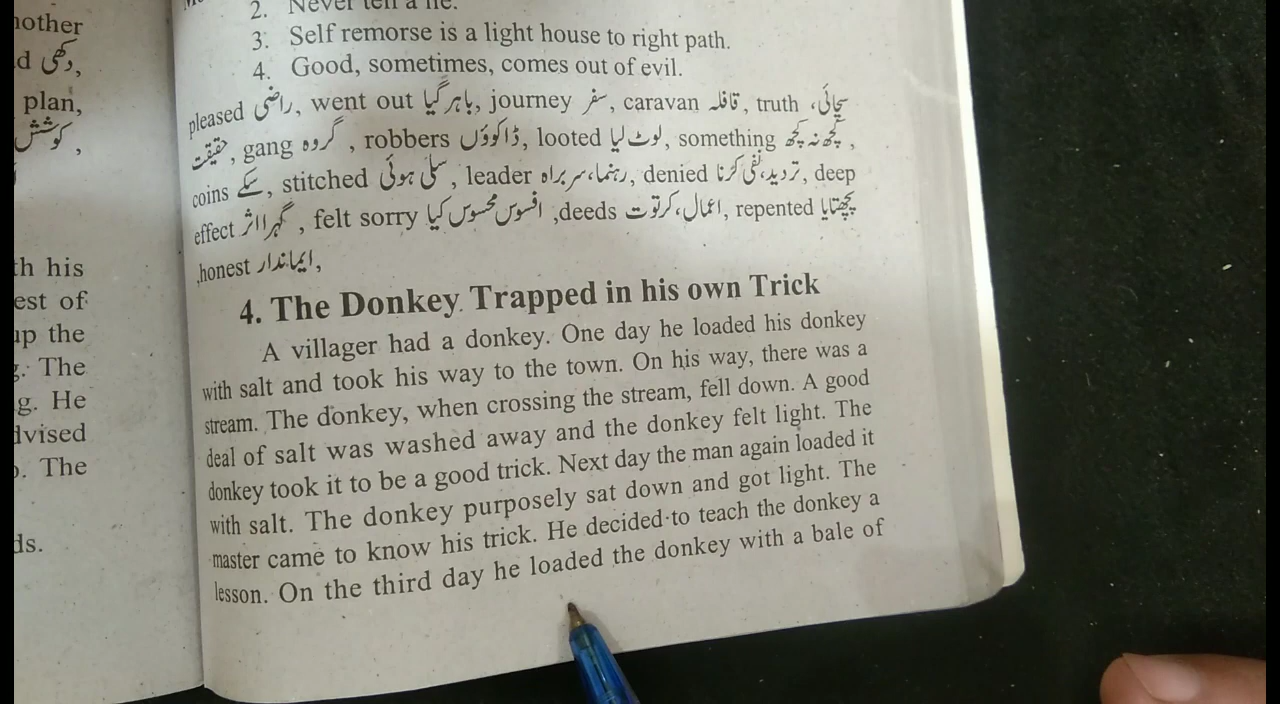 nother
d دکھی,
plan,
کوشش ,
th his
est of
up the
g. The
g. He
dvised
o. The
ds.
2. Never tell a lie.
3. Self remorse is a light house to right path.
4. Good, sometimes, comes out of evil.
pleased راضی, went out باہر گیا, journey سفر , caravan قافلہ, truth سچائی،
حقیقت, gang گروہ , robbers ڈاکوؤں, looted لوٹ لیا, something کچھ نہ کچھ ,
coins سکے, stitched سلی ہوئی , leader رہنما، سربراہ, denied تردید، نفی کرنا, deep
effect گہرا اثر , felt sorry افسوس محسوس کیا ,deeds اعمال، کرتوت, repented پچھتایا
,honest ایماندار,
4. The Donkey Trapped in his own Trick
A villager had a donkey. One day he loaded his donkey
with salt and took his way to the town. On his way, there was a
stream. The donkey, when crossing the stream, fell down. A good
deal of salt was washed away and the donkey felt light. The
donkey took it to be a good trick. Next day the man again loaded it
with salt. The donkey purposely sat down and got light. The
master came to know his trick. He decided to teach the donkey a
lesson. On the third day he loaded the donkey with a bale of